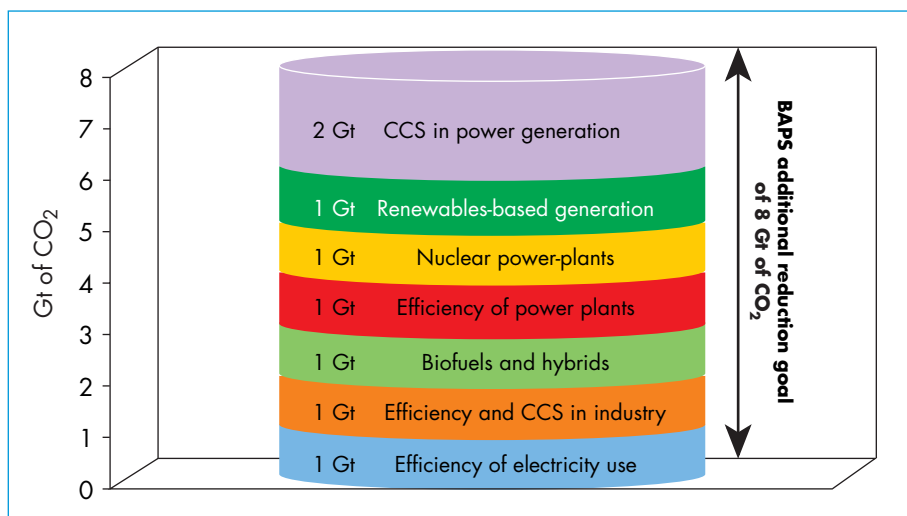 8
7
6
5
4
3
2
1
0
Gt of CO₂
2 Gt CCS in power generation
1 Gt Renewables-based generation
1 Gt Nuclear power-plants
1 Gt Efficiency of power plants
1 Gt Biofuels and hybrids
1 Gt Efficiency and CCS in industry
1 Gt Efficiency of electricity use
BAPS additional reduction goal
of 8 Gt of CO₂